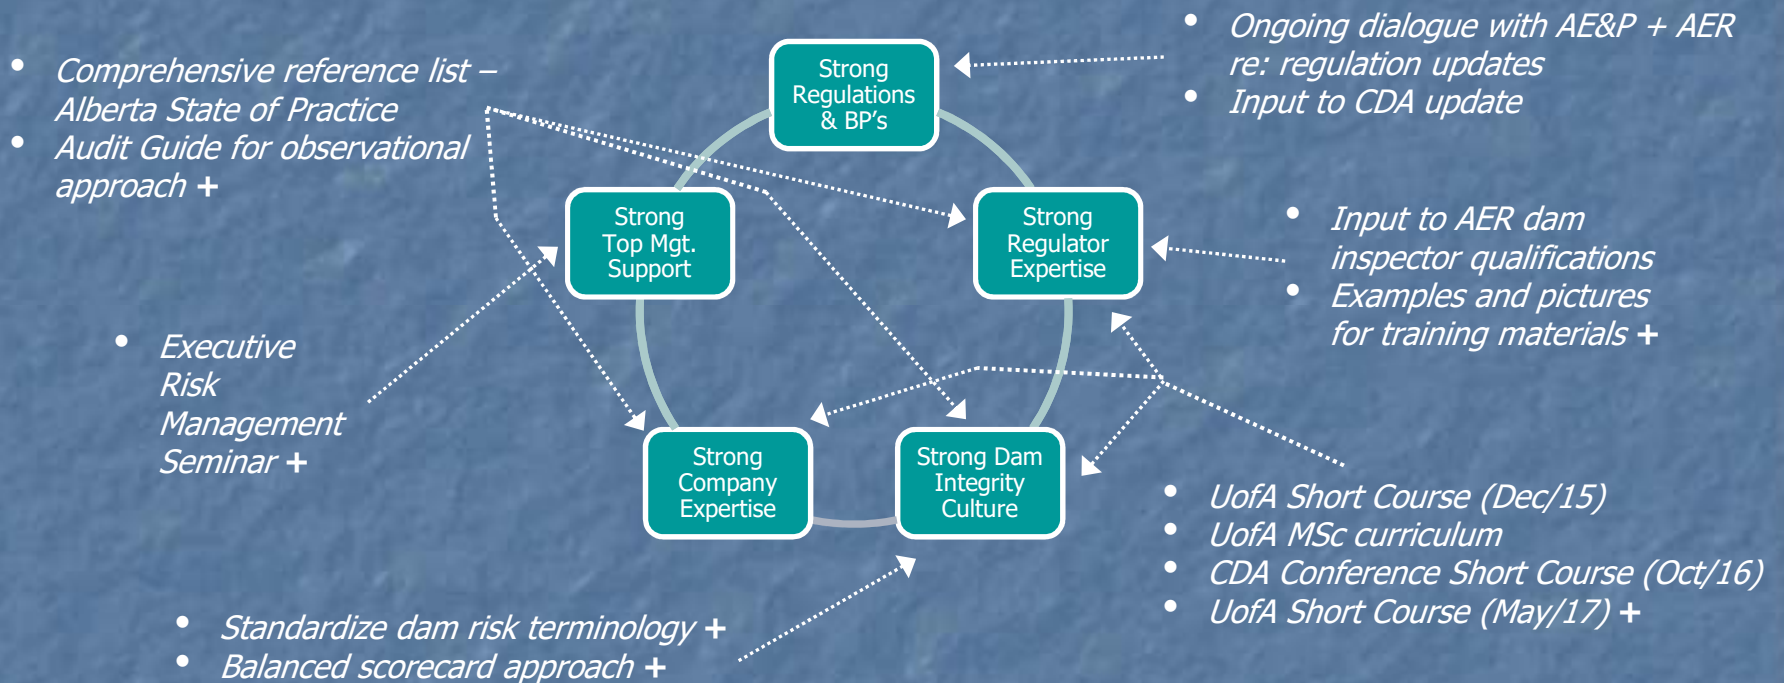 • Ongoing dialogue with AE&P + AER
re: regulation updates
• Input to CDA update
• Comprehensive reference list –
Alberta State of Practice
• Audit Guide for observational
approach +
Strong
Regulations
& BP's
Strong
Top Mgt.
Support
Strong
Regulator
Expertise
• Input to AER dam
inspector qualifications
• Examples and pictures
for training materials +
• Executive
Risk
Management
Seminar +
Strong
Company
Expertise
Strong Dam
Integrity
Culture
• UofA Short Course (Dec/15)
• UofA MSc curriculum
• CDA Conference Short Course (Oct/16)
• UofA Short Course (May/17) +
• Standardize dam risk terminology +
• Balanced scorecard approach +